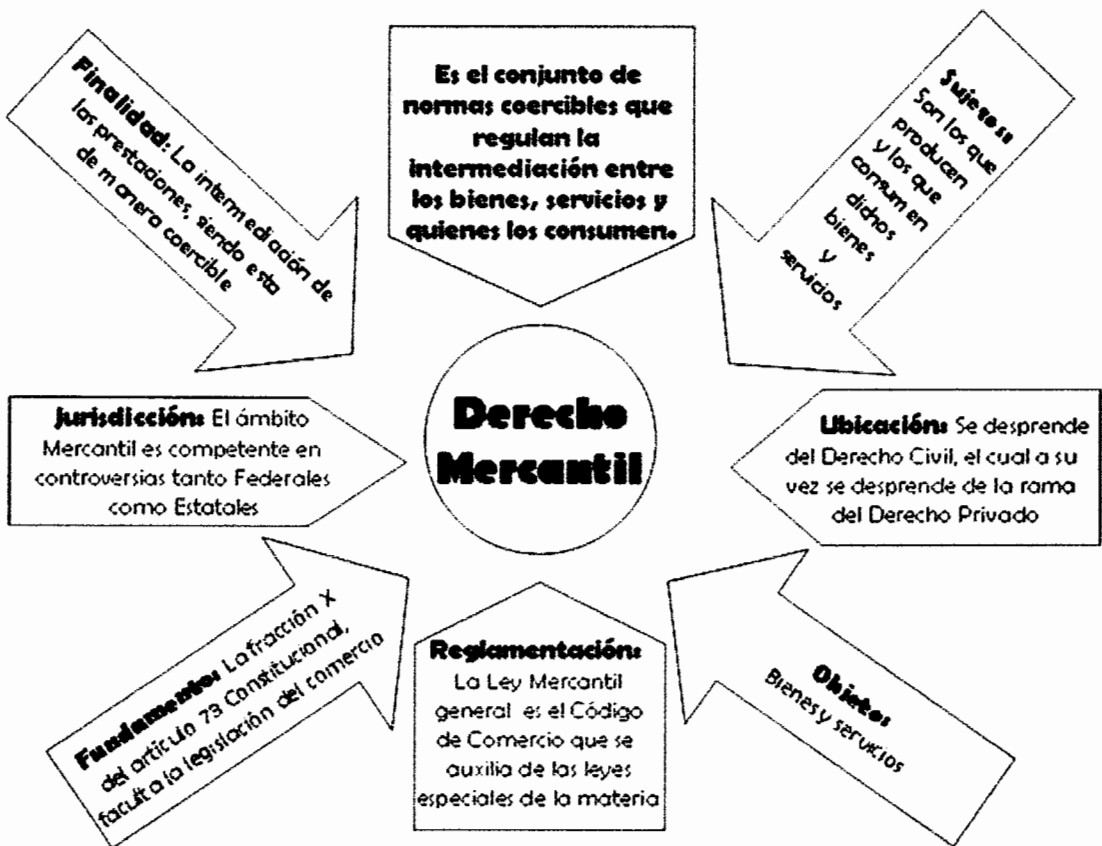 Es el conjunto de
normas coercibles que
regulan la
intermediación entre
los bienes, servicios y
quienes los consumen.
Finalidad: La intermediación de
las prestaciones, siendo esta
de manera coercible
Sujetos:
Son los que
producen
y los que
consumen
dichos
bienes
y
servicios
Jurisdicción: El ámbito
Mercantil es competente en
controversias tanto Federales
como Estatales
Derecho
Mercantil
Ubicación: Se desprende
del Derecho Civil, el cual a su
vez se desprende de la rama
del Derecho Privado
Fundamento: La fracción X
del artículo 73 Constitucional,
faculta la legislación del comercio
Reglamentación:
La Ley Mercantil
general es el Código
de Comercio que se
auxilia de las leyes
especiales de la materia
Objeto:
Bienes y servicios